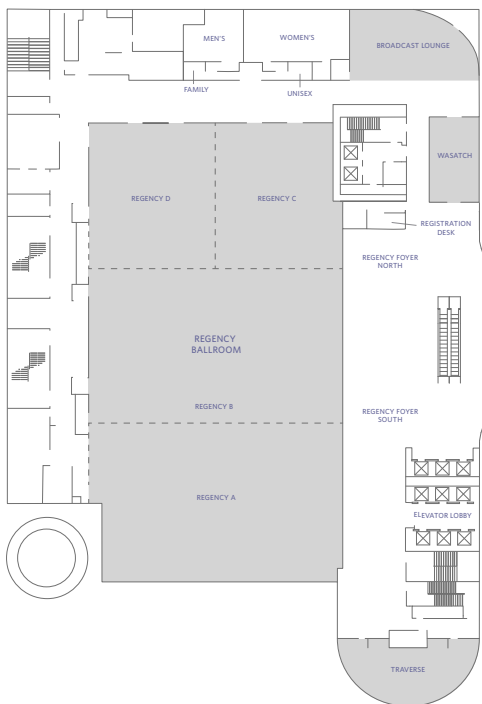 MEN'S
WOMEN'S
BROADCAST LOUNGE
FAMILY
UNISEX
WASATCH
REGENCY D
REGENCY C
REGISTRATION
DESK
REGENCY FOYER
NORTH
REGENCY
BALLROOM
REGENCY B
REGENCY FOYER
SOUTH
REGENCY A
ELEVATOR LOBBY
TRAVERSE